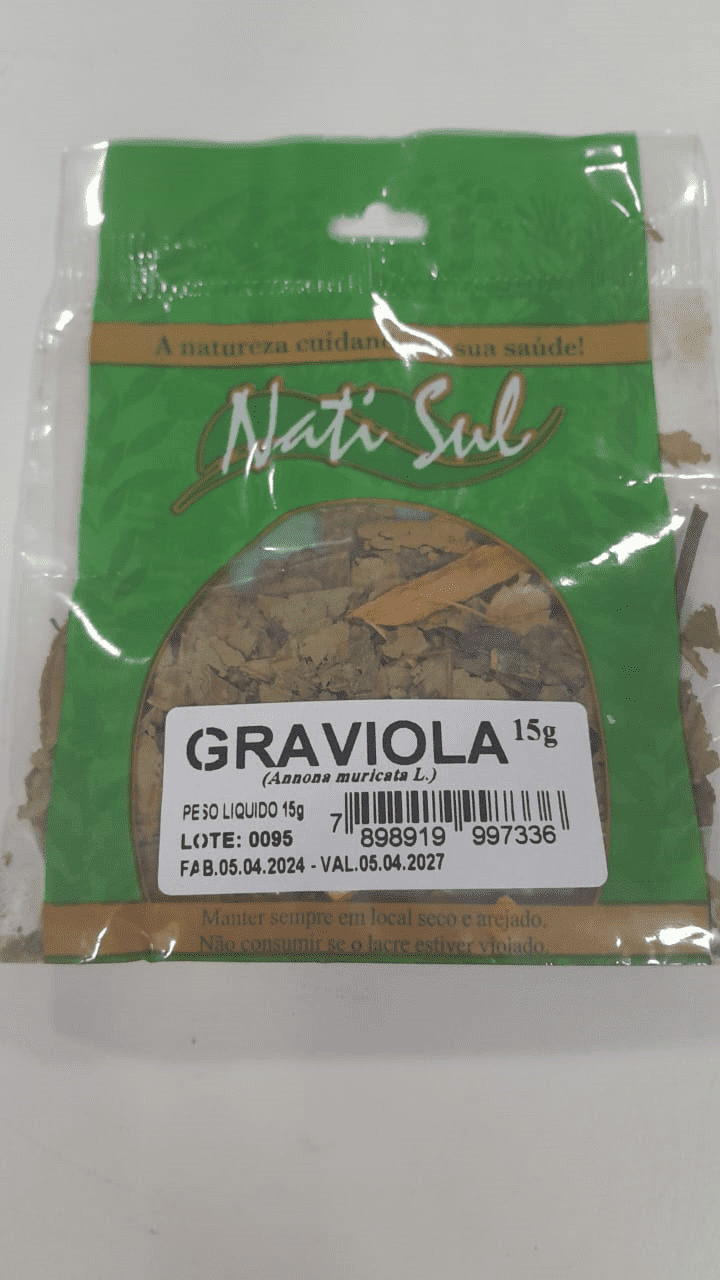 A natureza cuidando sua saúde!
Nati Sul
GRAVIOLA 15g
(Annona muricata L.)
PESO LIQUIDO 15g
LOTE: 0095
FAB.05.04.2024 - VAL.05.04.2027
7 898919 997336
Manter sempre em local seco e arejado.
Não consumir se o lacre estiver violado.